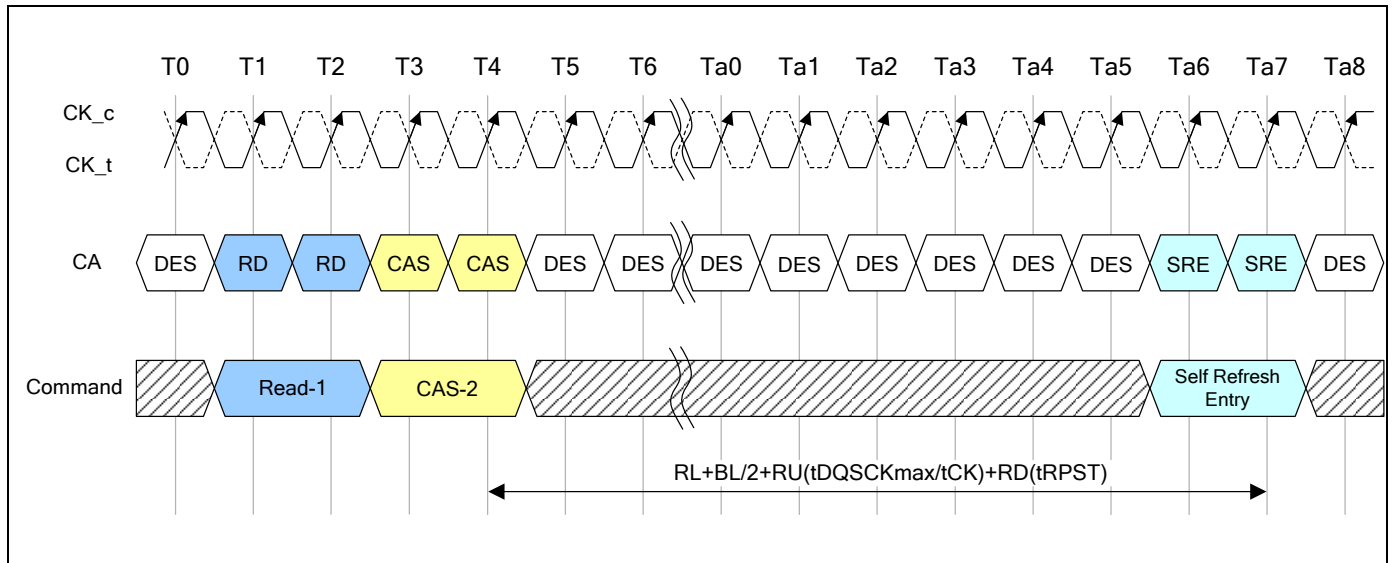 T0 T1 T2 T3 T4 T5 T6 Ta0 Ta1 Ta2 Ta3 Ta4 Ta5 Ta6 Ta7 Ta8
CK_c
CK_t
CA DES RD RD CAS CAS DES DES DES DES DES DES DES DES SRE SRE DES
Command Read-1 CAS-2 Self Refresh
Entry
RL+BL/2+RU(tDQSCKmax/tCK)+RD(tRPST)